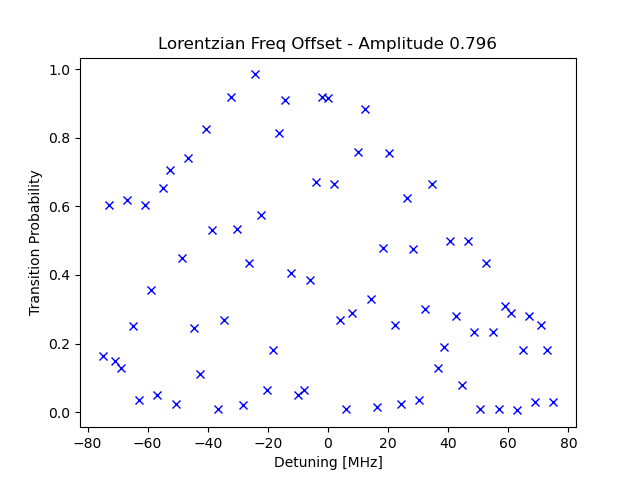 Lorentzian Freq Offset - Amplitude 0.796
1.0
0.8
0.6
0.4
0.2
0.0
Transition Probability
−80 −60 −40 −20 0 20 40 60 80
Detuning [MHz]